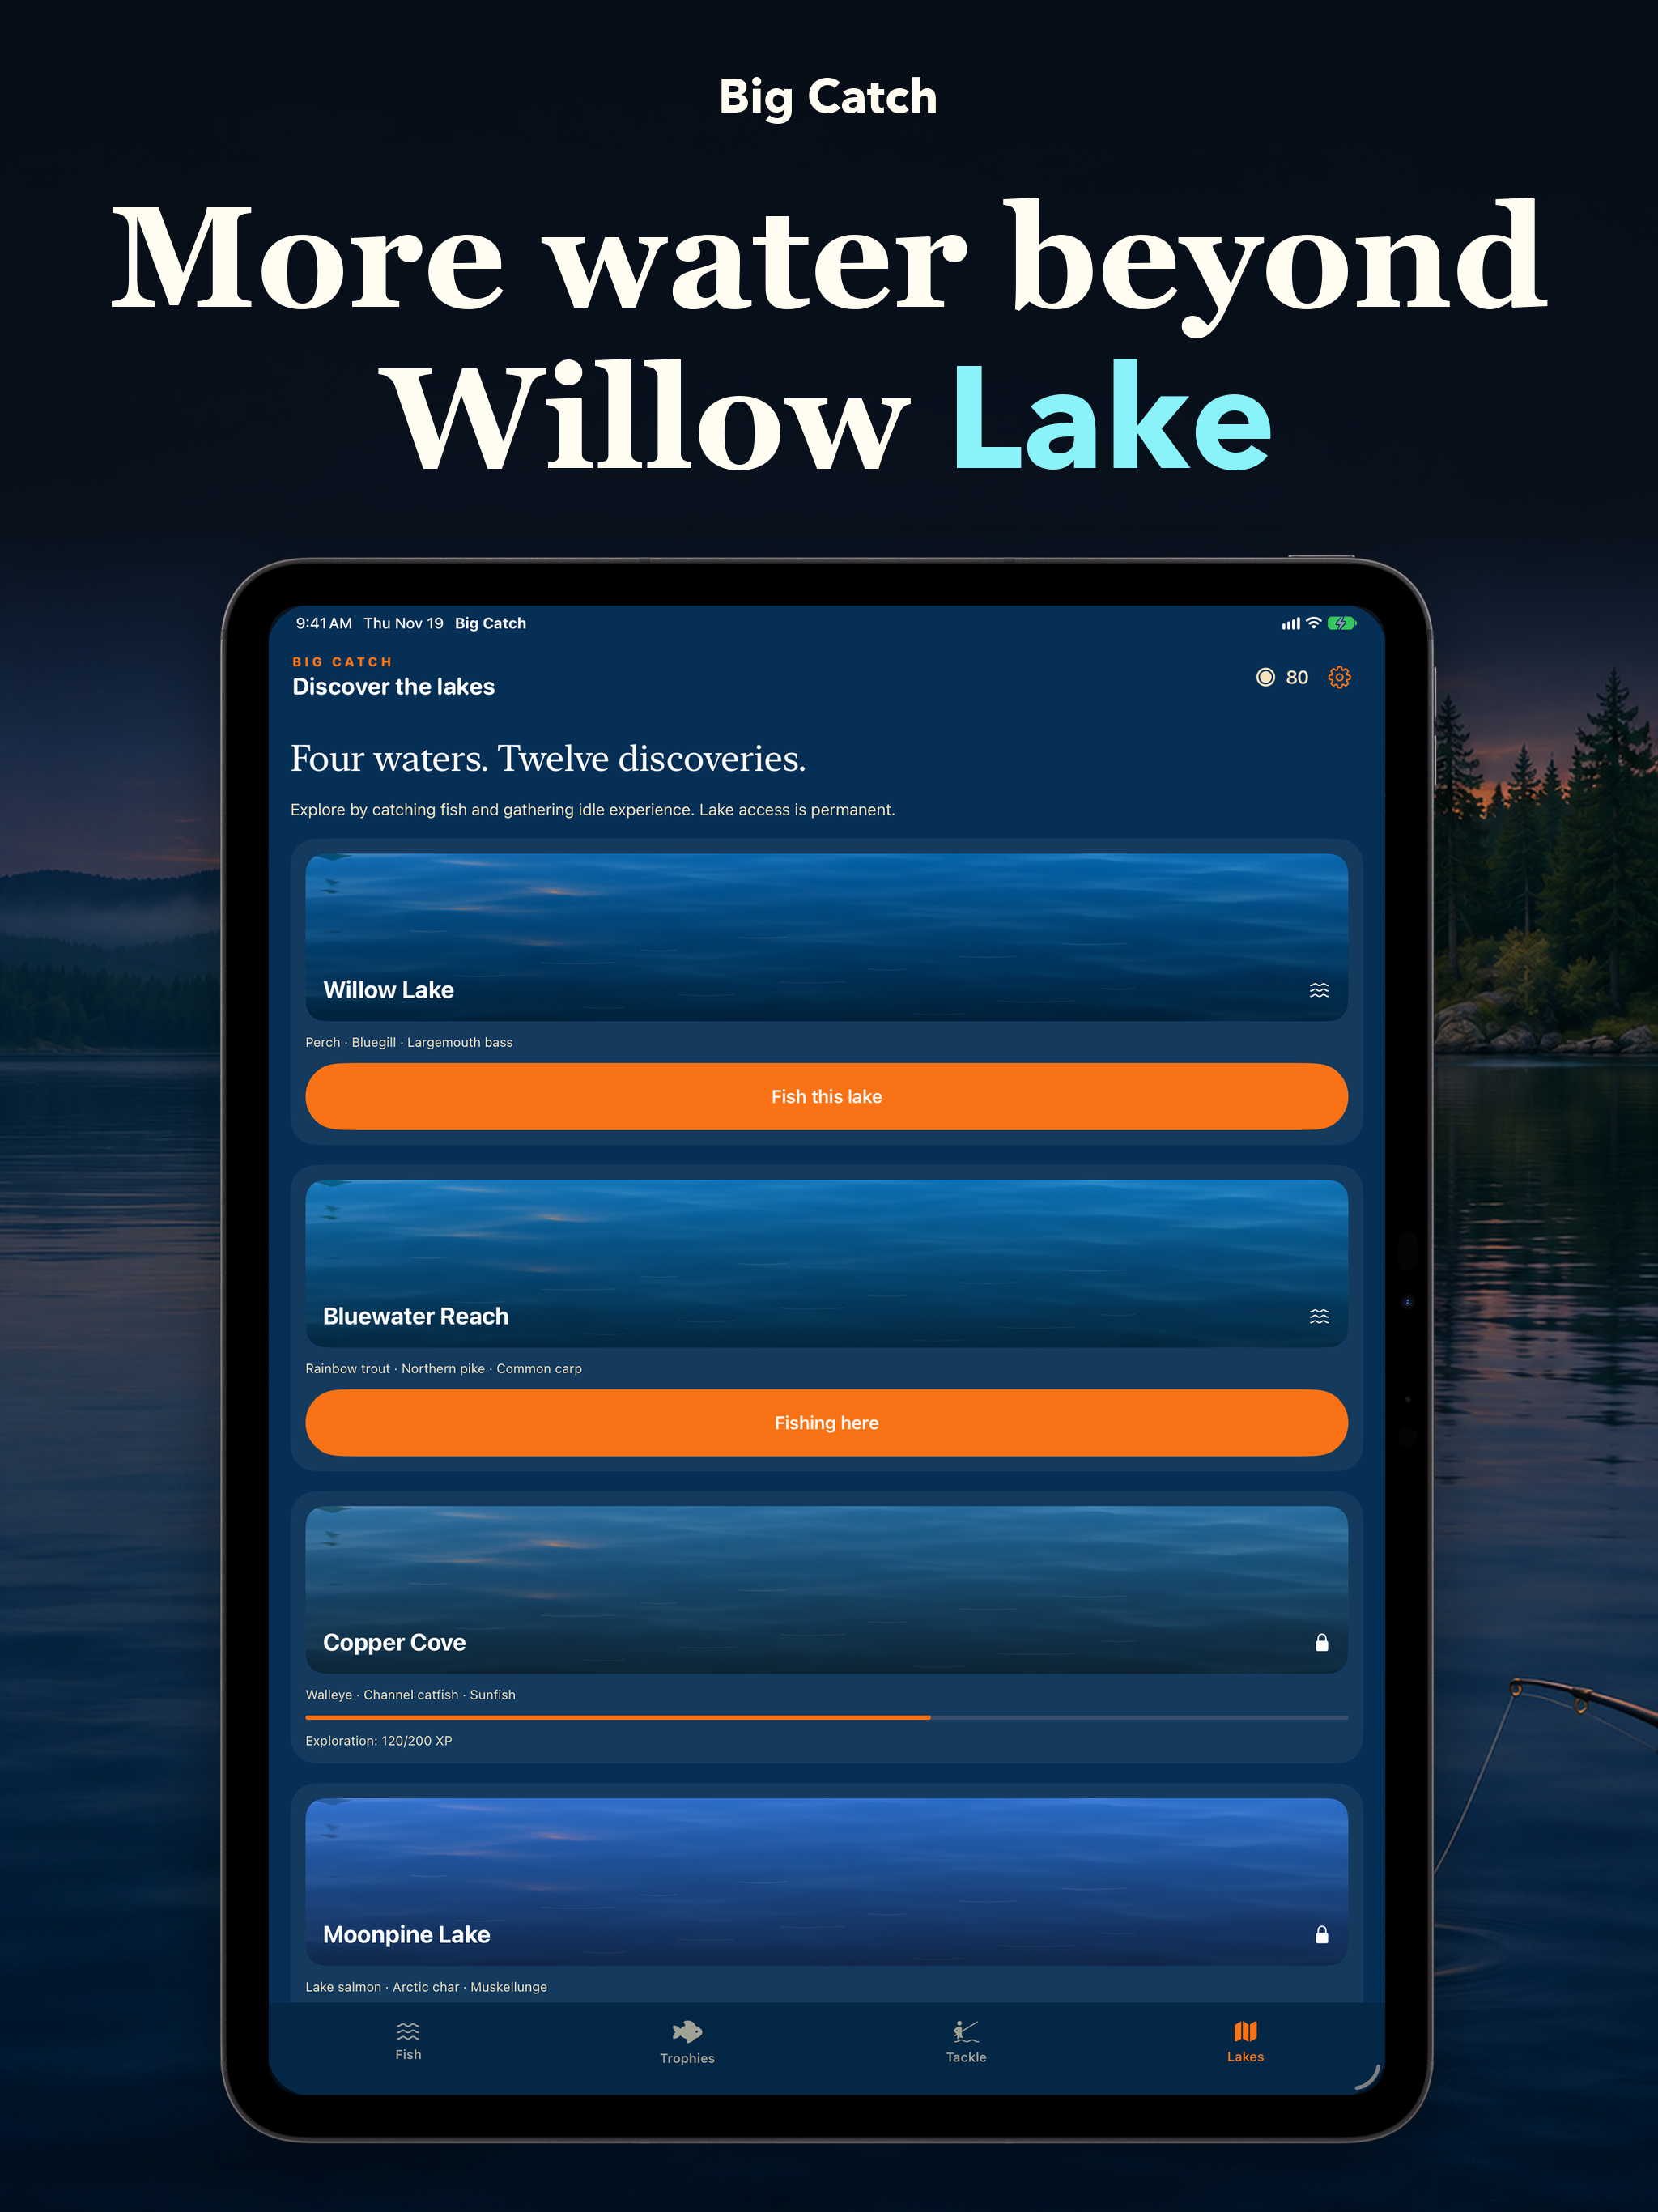 Big Catch
More water beyond
Willow Lake
9:41 AM Thu Nov 19 Big Catch
BIG CATCH
Discover the lakes
80
Four waters. Twelve discoveries.
Explore by catching fish and gathering idle experience. Lake access is permanent.
Willow Lake
Perch · Bluegill · Largemouth bass
Fish this lake
Bluewater Reach
Rainbow trout · Northern pike · Common carp
Fishing here
Copper Cove
Walleye · Channel catfish · Sunfish
Exploration: 120/200 XP
Moonpine Lake
Lake salmon · Arctic char · Muskellunge
Fish Trophies Tackle Lakes